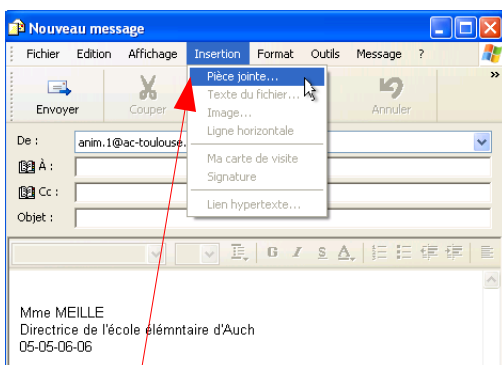 Nouveau message
Fichier Edition Affichage Insertion Format Outils Message ?
Pièce jointe...
Texte du fichier...
Image...
Ligne horizontale
Ma carte de visite
Signature
Lien hypertexte...
Envoyer Couper Annuler
De : anim.1@ac-toulouse.
À :
Cc :
Objet :
G I S A
Mme MEILLE
Directrice de l'école élémntaire d'Auch
05-05-06-06